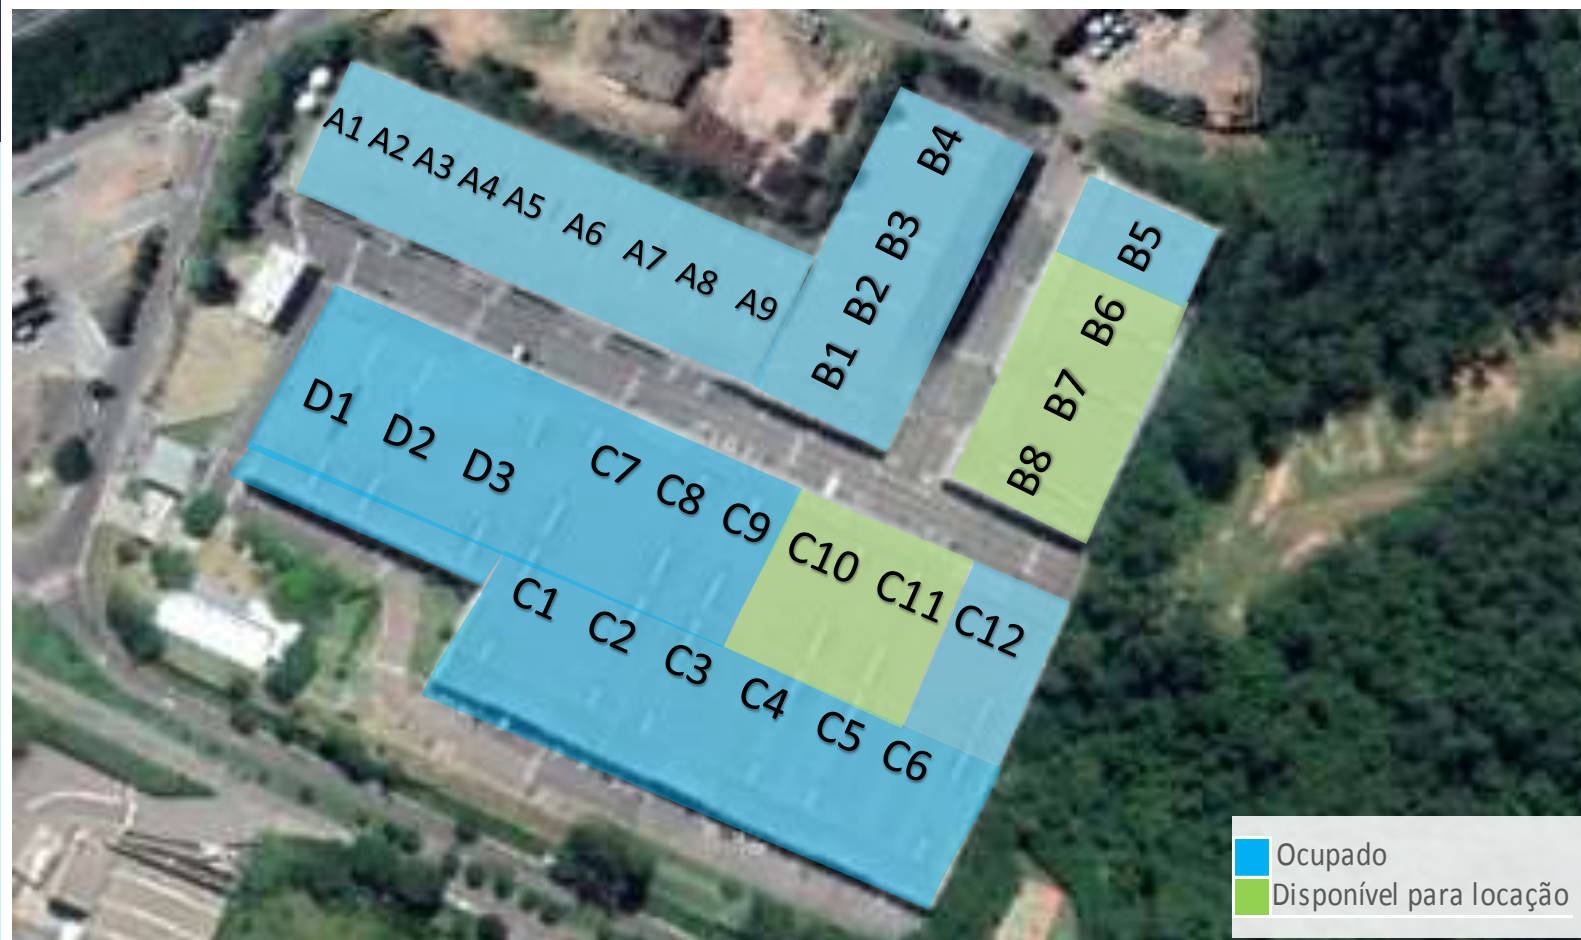 A1 A2 A3 A4 A5 A6 A7 A8 A9
B1 B2 B3 B4
B5
B6
B7
B8
D1 D2 D3
C7 C8 C9 C10 C11 C12
C1 C2 C3 C4 C5 C6
Ocupado
Disponível para locação